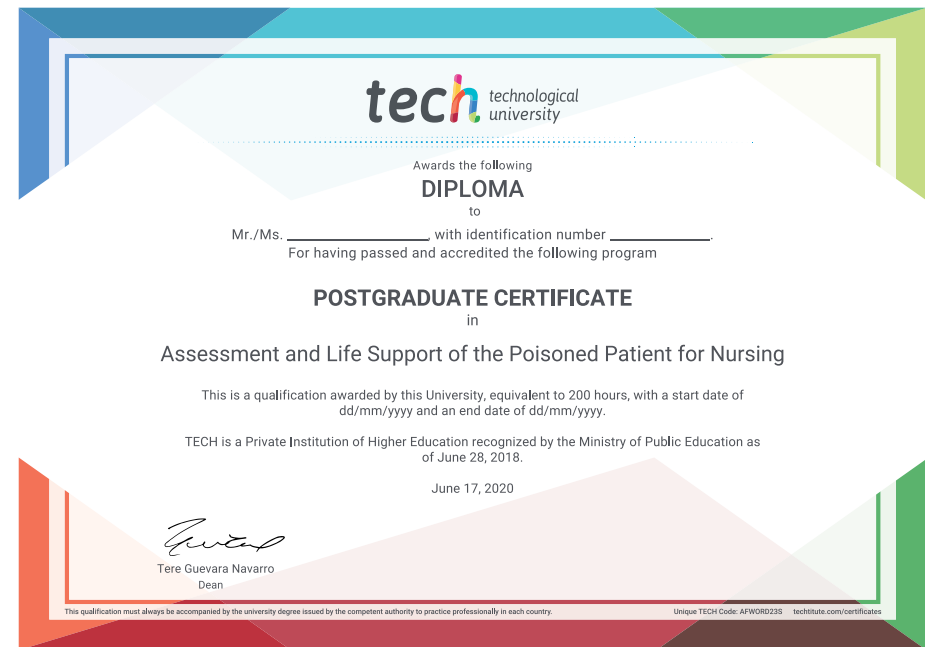 tech technological
university
Awards the following
DIPLOMA
to
Mr./Ms. ____________________, with identification number ______________.
For having passed and accredited the following program
POSTGRADUATE CERTIFICATE
in
Assessment and Life Support of the Poisoned Patient for Nursing
This is a qualification awarded by this University, equivalent to 200 hours, with a start date of
dd/mm/yyyy and an end date of dd/mm/yyyy.
TECH is a Private Institution of Higher Education recognized by the Ministry of Public Education as
of June 28, 2018.
June 17, 2020
Tere Guevara Navarro
Dean
This qualification must always be accompanied by the university degree issued by the competent authority to practice professionally in each country.
Unique TECH Code: AFWORD23S techtitute.com/certificates